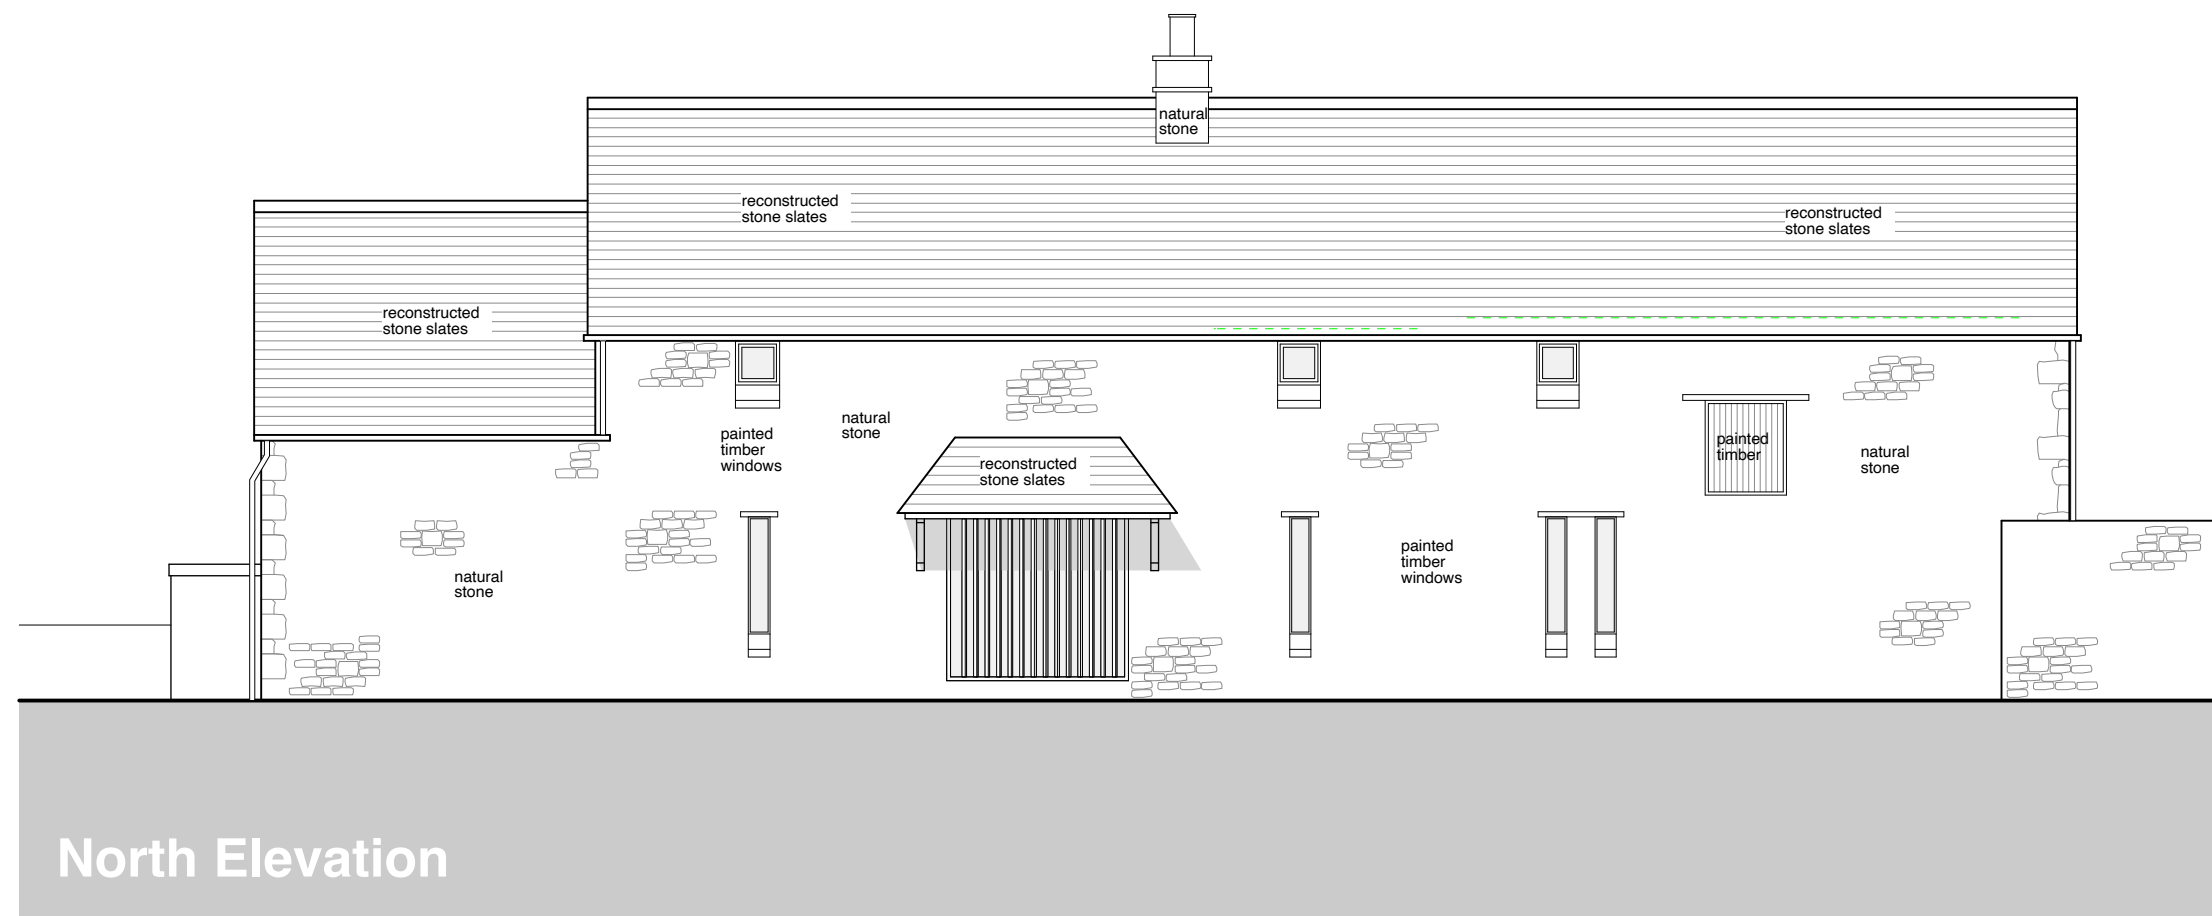 natural
stone
reconstructed
stone slates
reconstructed
stone slates
reconstructed
stone slates
natural
stone
painted
timber
windows
reconstructed
stone slates
painted
timber
natural
stone
painted
timber
windows
natural
stone
North Elevation